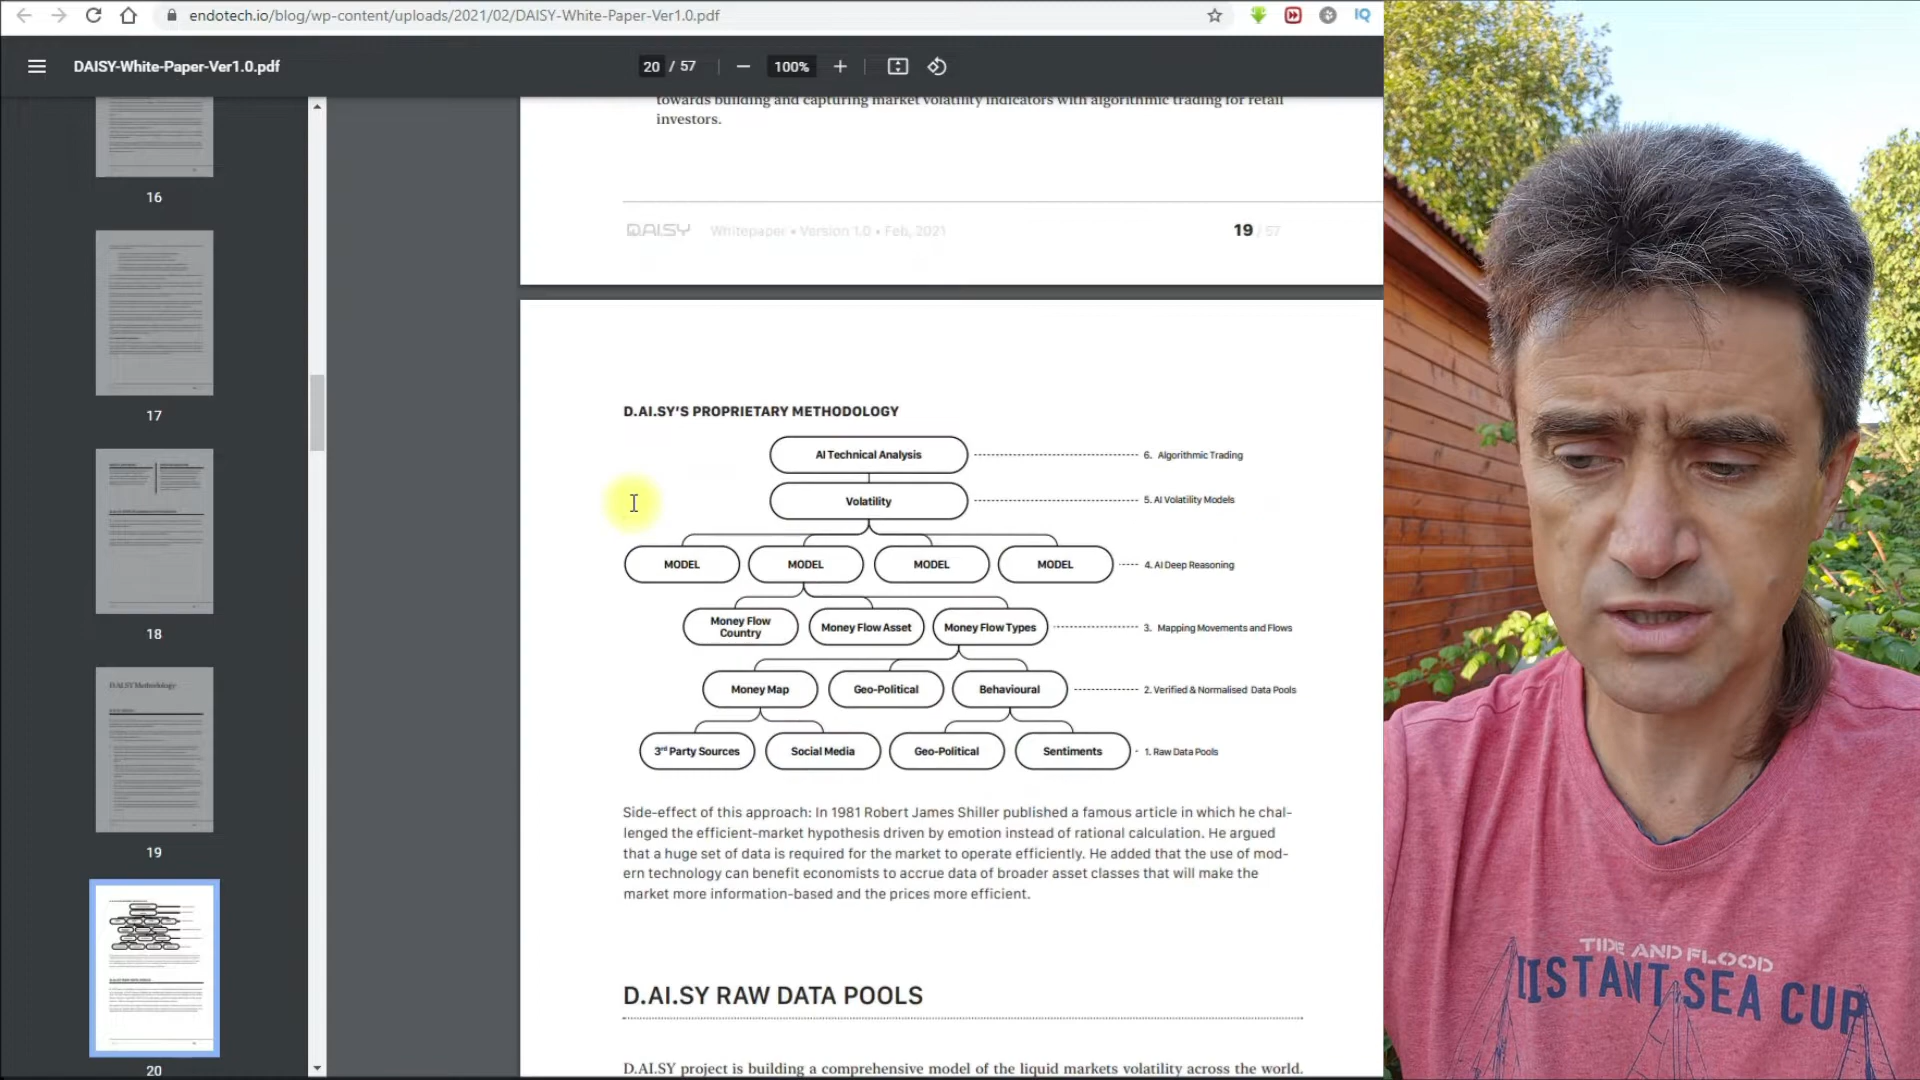 endotech.io/blog/wp-content/uploads/2021/02/DAISY-White-Paper-Ver1.0.pdf
IQ
DAISY-White-Paper-Ver1.0.pdf
20 / 57
100%
16
17
18
19
20
towards building and capturing market volatility indicators with algorithmic trading for retail
investors.
D.AI.SY Whitepaper • Version 1.0 • Feb, 2021
19 / 57
D.AI.SY'S PROPRIETARY METHODOLOGY
AI Technical Analysis
6. Algorithmic Trading
Volatility
5. AI Volatility Models
MODEL
MODEL
MODEL
MODEL
4. AI Deep Reasoning
Money Flow
Country
Money Flow Asset
Money Flow Types
3. Mapping Movements and Flows
Money Map
Geo-Political
Behavioural
2. Verified & Normalised Data Pools
3rd Party Sources
Social Media
Geo-Political
Sentiments
1. Raw Data Pools
Side-effect of this approach: In 1981 Robert James Shiller published a famous article in which he chal-
lenged the efficient-market hypothesis driven by emotion instead of rational calculation. He argued
that a huge set of data is required for the market to operate efficiently. He added that the use of mod-
ern technology can benefit economists to accrue data of broader asset classes that will make the
market more information-based and the prices more efficient.
D.AI.SY RAW DATA POOLS
D.AI.SY project is building a comprehensive model of the liquid markets volatility across the world.
TIDE AND FLOOD
DISTANT SEA CUP